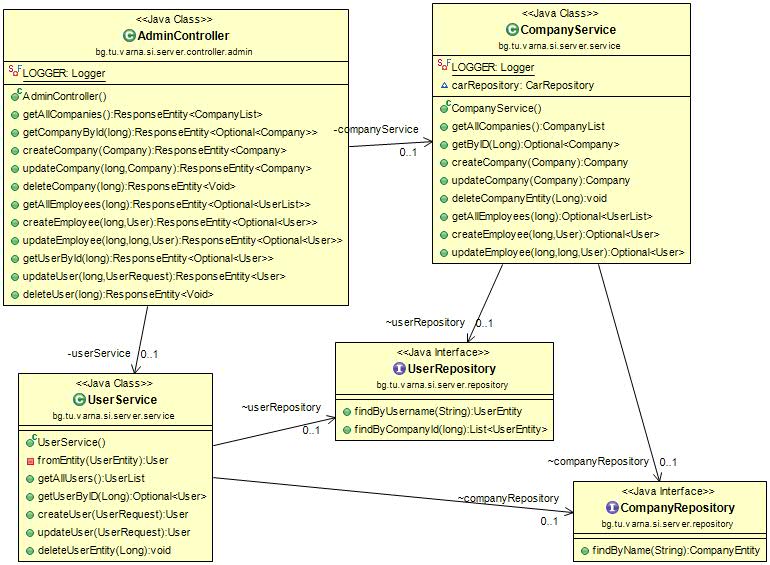 <<Java Class>>
AdminController
bg.tu.varna.si.server.controller.admin
LOGGER: Logger
AdminController()
getAllCompanies():ResponseEntity<CompanyList>
getCompanyById(long):ResponseEntity<Optional<Company>>
createCompany(Company):ResponseEntity<Company>
updateCompany(long,Company):ResponseEntity<Company>
deleteCompany(long):ResponseEntity<Void>
getAllEmployees(long):ResponseEntity<Optional<UserList>>
createEmployee(long,User):ResponseEntity<Optional<User>>
updateEmployee(long,long,User):ResponseEntity<Optional<User>>
getUserById(long):ResponseEntity<Optional<User>>
updateUser(long,UserRequest):ResponseEntity<User>
deleteUser(long):ResponseEntity<Void>
-companyService
0..1
<<Java Class>>
CompanyService
bg.tu.varna.si.server.service
LOGGER: Logger
carRepository: CarRepository
CompanyService()
getAllCompanies():CompanyList
getByID(Long):Optional<Company>
createCompany(Company):Company
updateCompany(Company):Company
deleteCompanyEntity(Long):void
getAllEmployees(long):Optional<UserList>
createEmployee(long,User):Optional<User>
updateEmployee(long,long,User):Optional<User>
~userRepository
0..1
-userService
0..1
<<Java Interface>>
UserRepository
bg.tu.varna.si.server.repository
findByUsername(String):UserEntity
findByCompanyId(long):List<UserEntity>
<<Java Class>>
UserService
bg.tu.varna.si.server.service
UserService()
fromEntity(UserEntity):User
getAllUsers():UserList
getUserByID(Long):Optional<User>
createUser(UserRequest):User
updateUser(UserRequest):User
deleteUserEntity(Long):void
~userRepository
0..1
~companyRepository
0..1
~companyRepository
0..1
<<Java Interface>>
CompanyRepository
bg.tu.varna.si.server.repository
findByName(String):CompanyEntity